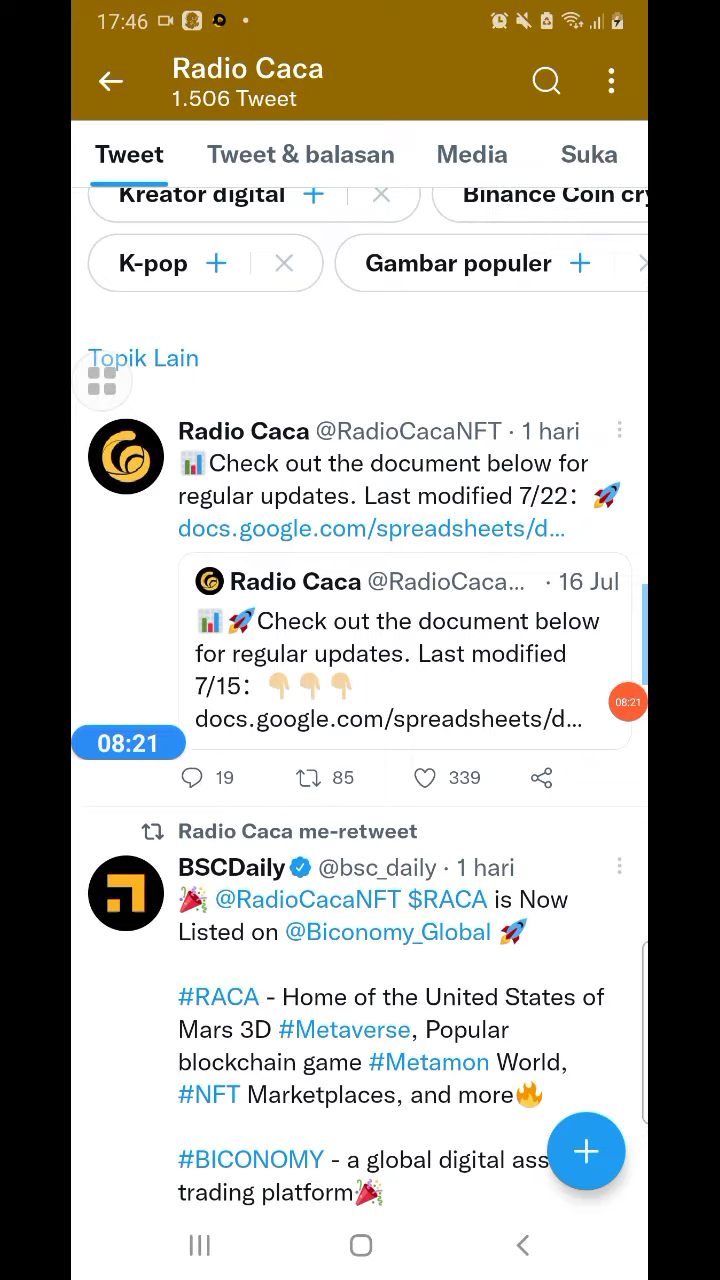 17:46
Radio Caca
1.506 Tweet
Tweet Tweet & balasan Media Suka
Kreator digital + × Binance Coin cry
K-pop + × Gambar populer + ×
Topik Lain
Radio Caca @RadioCacaNFT · 1 hari
📊Check out the document below for
regular updates. Last modified 7/22: 🚀
docs.google.com/spreadsheets/d...
Radio Caca @RadioCaca... · 16 Jul
📊🚀Check out the document below
for regular updates. Last modified
7/15: 👇👇👇
docs.google.com/spreadsheets/d...
08:21
08:21
19 85 339
Radio Caca me-retweet
BSCDaily @bsc_daily · 1 hari
🎉 @RadioCacaNFT $RACA is Now
Listed on @Biconomy_Global 🚀
#RACA - Home of the United States of
Mars 3D #Metaverse, Popular
blockchain game #Metamon World,
#NFT Marketplaces, and more🔥
#BICONOMY - a global digital ass
trading platform🎉